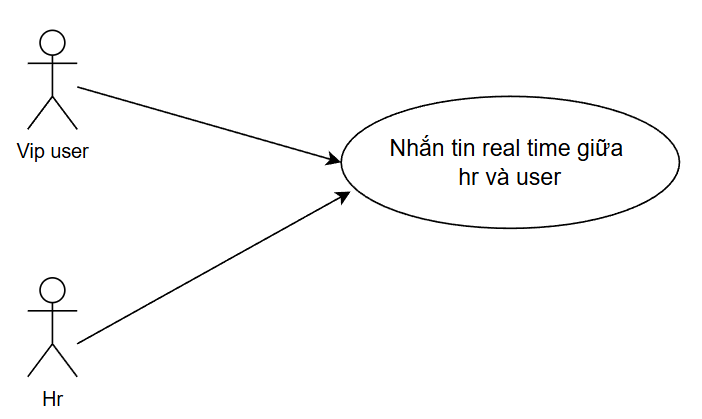 Vip user
Nhắn tin real time giữa
hr và user
Hr